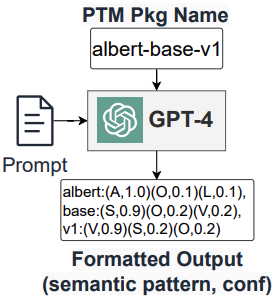 PTM Pkg Name
albert-base-v1
GPT-4
Prompt
albert:(A,1.0)(O,0.1)(L,0.1),
base:(S,0.9)(O,0.2)(V,0.2),
v1:(V,0.9)(S,0.2)(O,0.2)
Formatted Output
(semantic pattern, conf)